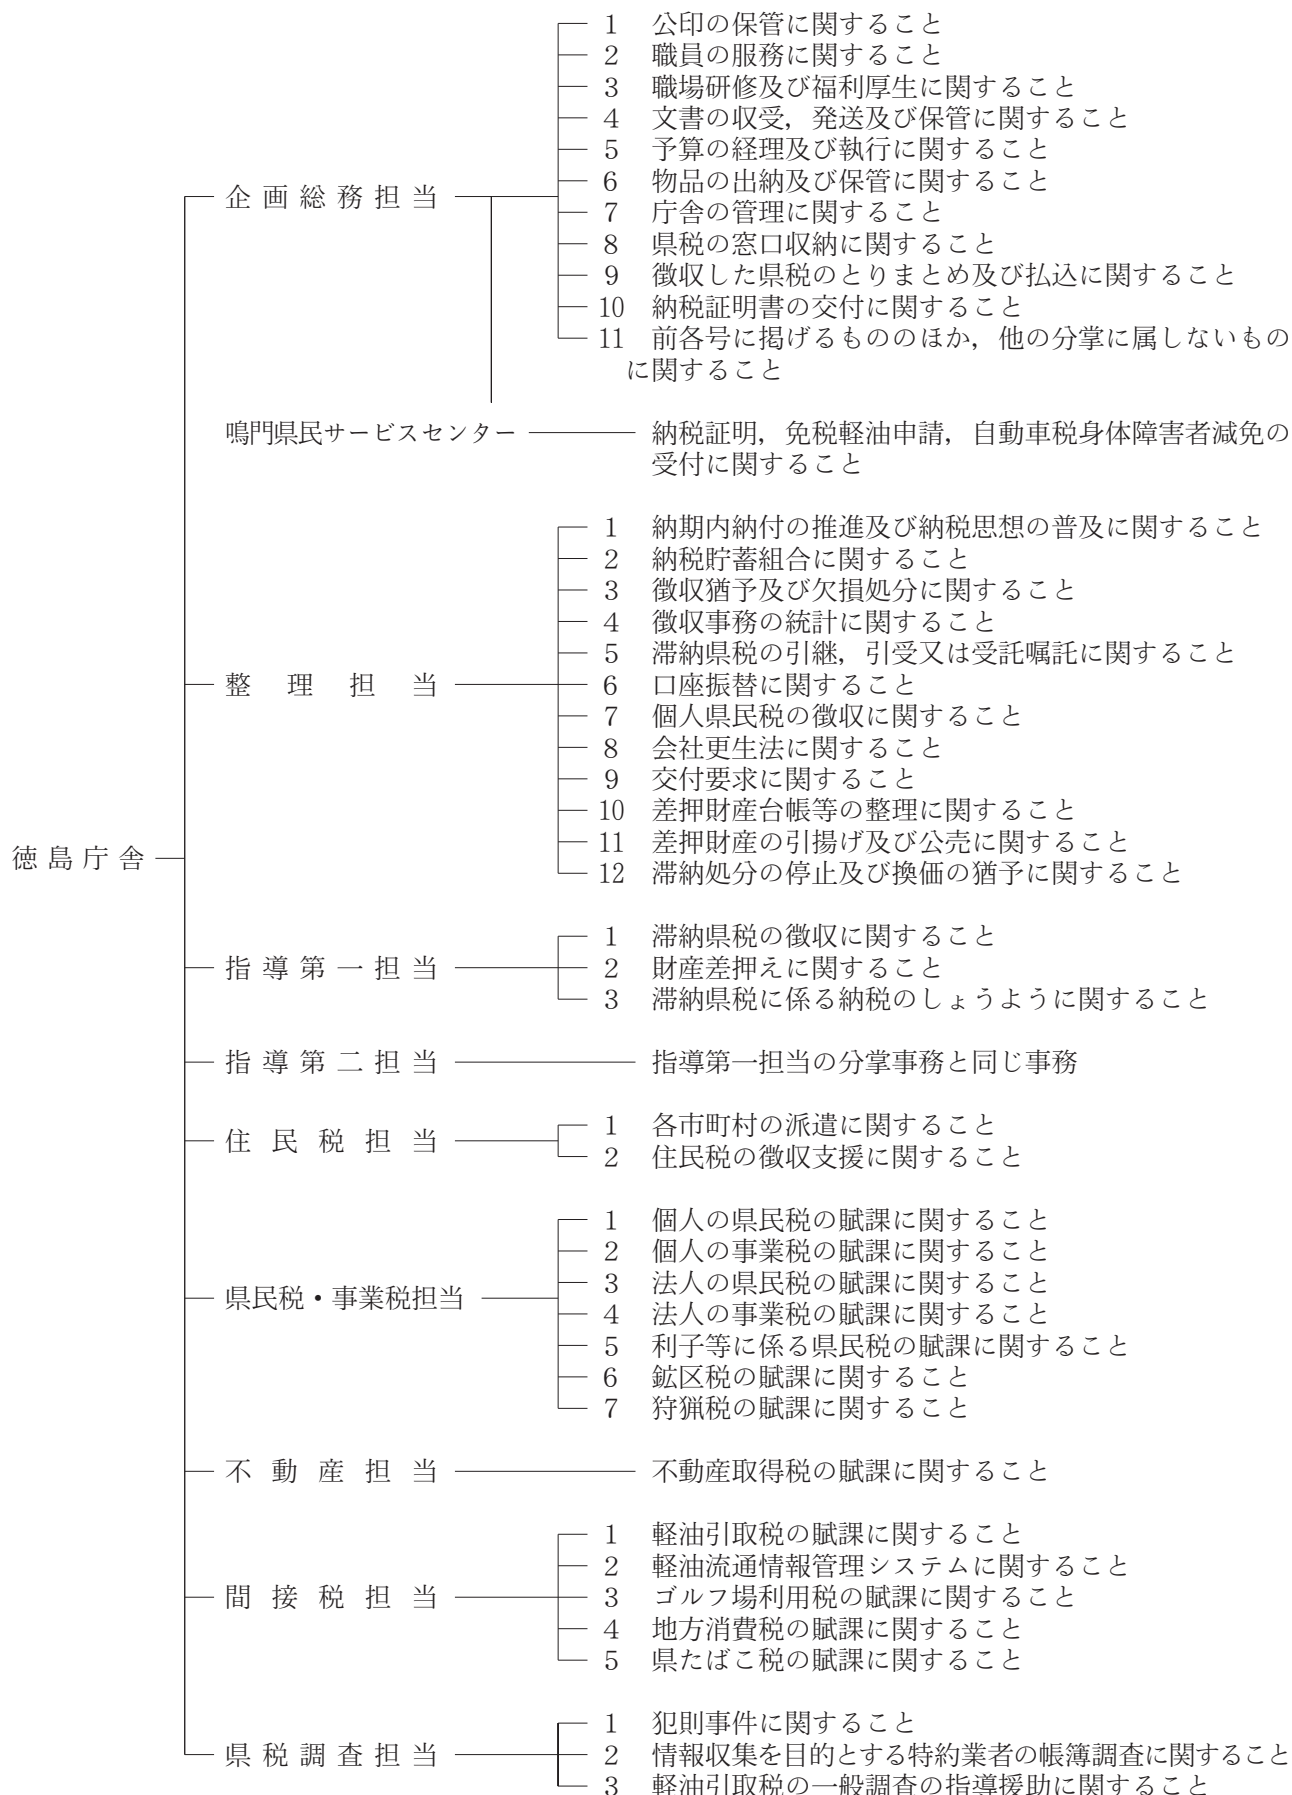 徳島庁舎
企画総務担当
1 公印の保管に関すること
2 職員の服務に関すること
3 職場研修及び福利厚生に関すること
4 文書の収受，発送及び保管に関すること
5 予算の経理及び執行に関すること
6 物品の出納及び保管に関すること
7 庁舎の管理に関すること
8 県税の窓口収納に関すること
9 徴収した県税のとりまとめ及び払込に関すること
10 納税証明書の交付に関すること
11 前各号に掲げるもののほか，他の分掌に属しないもの
に関すること
鳴門県民サービスセンター
納税証明，免税軽油申請，自動車税身体障害者減免の
受付に関すること
整理担当
1 納期内納付の推進及び納税思想の普及に関すること
2 納税貯蓄組合に関すること
3 徴収猶予及び欠損処分に関すること
4 徴収事務の統計に関すること
5 滞納県税の引継，引受又は受託嘱託に関すること
6 口座振替に関すること
7 個人県民税の徴収に関すること
8 会社更生法に関すること
9 交付要求に関すること
10 差押財産台帳等の整理に関すること
11 差押財産の引揚げ及び公売に関すること
12 滞納処分の停止及び換価の猶予に関すること
指導第一担当
1 滞納県税の徴収に関すること
2 財産差押えに関すること
3 滞納県税に係る納税のしょうように関すること
指導第二担当
指導第一担当の分掌事務と同じ事務
住民税担当
1 各市町村の派遣に関すること
2 住民税の徴収支援に関すること
県民税・事業税担当
1 個人の県民税の賦課に関すること
2 個人の事業税の賦課に関すること
3 法人の県民税の賦課に関すること
4 法人の事業税の賦課に関すること
5 利子等に係る県民税の賦課に関すること
6 鉱区税の賦課に関すること
7 狩猟税の賦課に関すること
不動産担当
不動産取得税の賦課に関すること
間接税担当
1 軽油引取税の賦課に関すること
2 軽油流通情報管理システムに関すること
3 ゴルフ場利用税の賦課に関すること
4 地方消費税の賦課に関すること
5 県たばこ税の賦課に関すること
県税調査担当
1 犯則事件に関すること
2 情報収集を目的とする特約業者の帳簿調査に関すること
3 軽油引取税の一般調査の指導援助に関すること